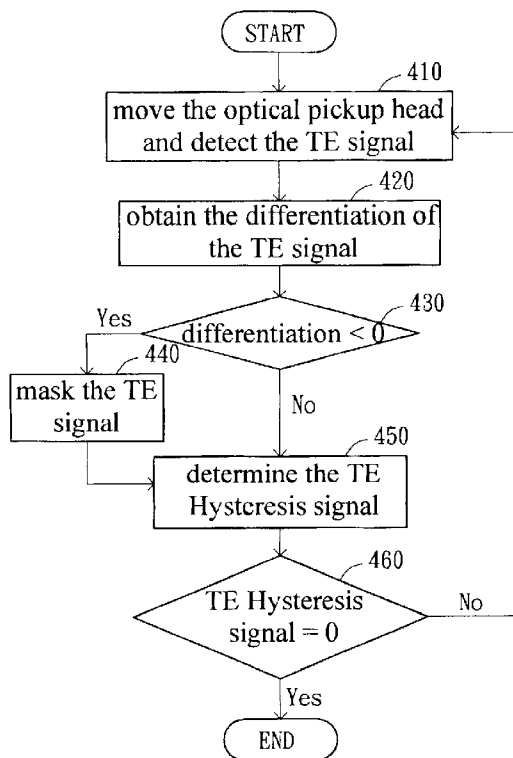 START
410
move the optical pickup head
and detect the TE signal
420
obtain the differentiation of
the TE signal
430
differentiation < 0
Yes
440
mask the TE
signal
No
450
determine the TE
Hysteresis signal
460
TE Hysteresis
signal = 0
No
Yes
END